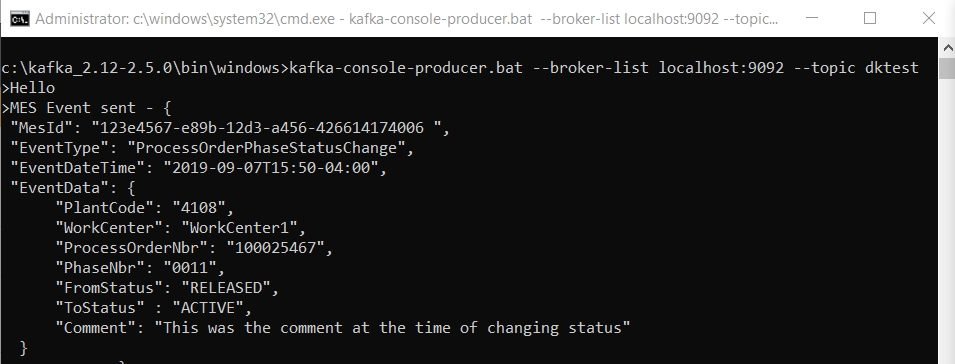 Administrator: c:\windows\system32\cmd.exe - kafka-console-producer.bat  --broker-list localhost:9092 --topic...
c:\kafka_2.12-2.5.0\bin\windows>kafka-console-producer.bat --broker-list localhost:9092 --topic dktest
>Hello
>MES Event sent - {
 "MesId": "123e4567-e89b-12d3-a456-426614174006 ",
 "EventType": "ProcessOrderPhaseStatusChange",
 "EventDateTime": "2019-09-07T15:50-04:00",
 "EventData": {
      "PlantCode": "4108",
      "WorkCenter": "WorkCenter1",
      "ProcessOrderNbr": "100025467",
      "PhaseNbr": "0011",
      "FromStatus": "RELEASED",
      "ToStatus" : "ACTIVE",
      "Comment": "This was the comment at the time of changing status"
  }
            }